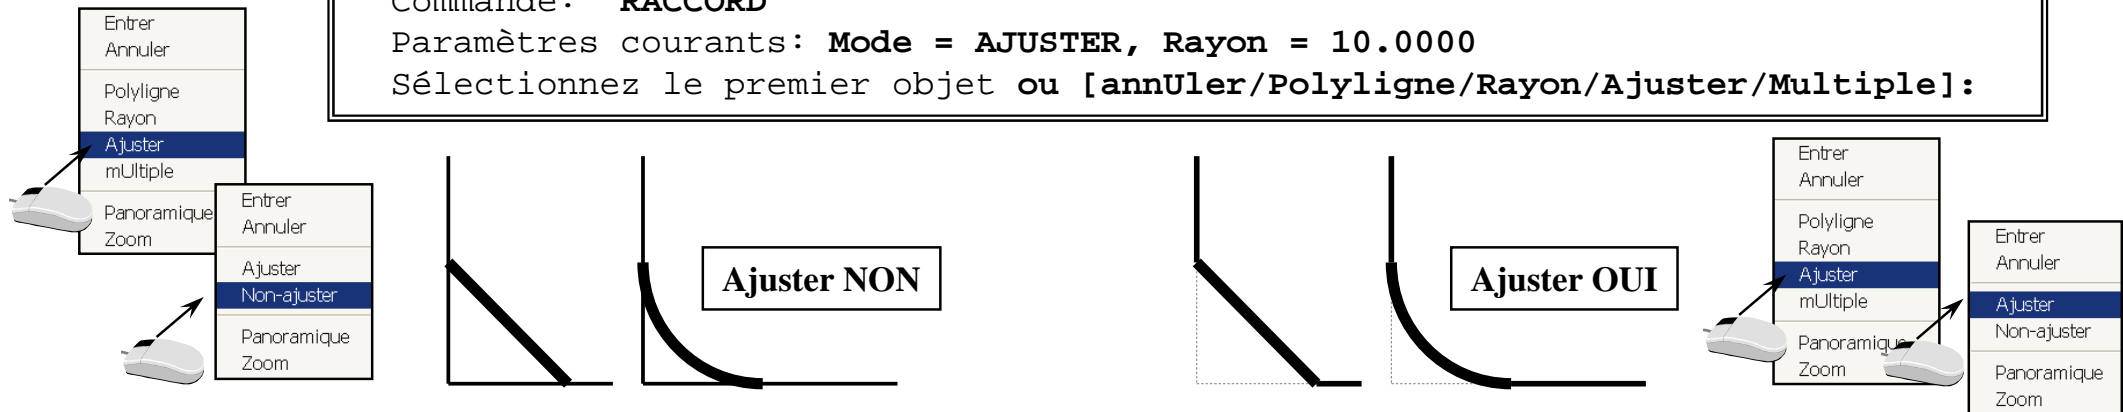 Commande: RACCORD
Paramètres courants: Mode = AJUSTER, Rayon = 10.0000
Sélectionnez le premier objet ou [annUler/Polyligne/Rayon/Ajuster/Multiple]:
Entrer
Annuler
Polyligne
Rayon
Ajuster
mUltiple
Panoramique
Zoom
Entrer
Annuler
Ajuster
Non-ajuster
Panoramique
Zoom
Ajuster NON
Ajuster OUI
Entrer
Annuler
Polyligne
Rayon
Ajuster
mUltiple
Panoramique
Zoom
Entrer
Annuler
Ajuster
Non-ajuster
Panoramique
Zoom